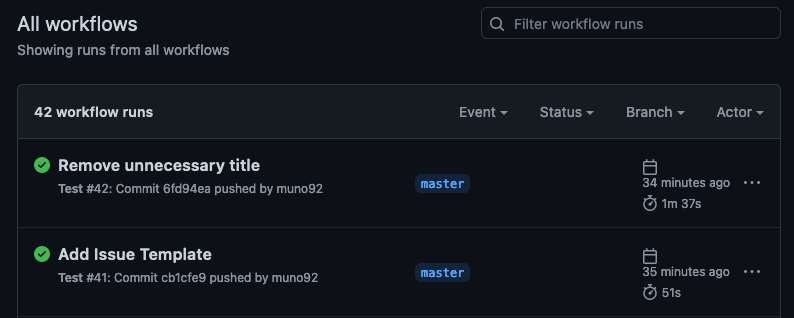 All workflows
Showing runs from all workflows
Filter workflow runs
42 workflow runs
Event
Status
Branch
Actor
Remove unnecessary title
Test #42: Commit 6fd94ea pushed by muno92
master
34 minutes ago
1m 37s
Add Issue Template
Test #41: Commit cb1cfe9 pushed by muno92
master
35 minutes ago
51s